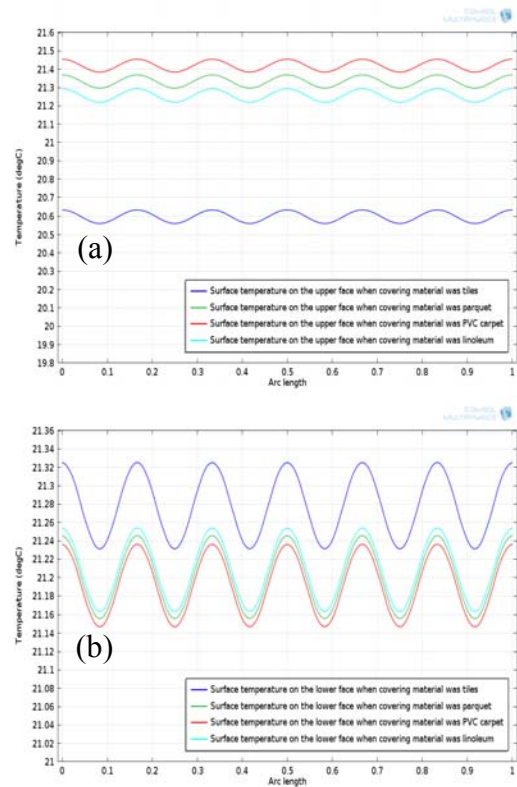 COMSOL
MULTIPHYSICS
21.6
21.5
21.4
21.3
21.2
21.1
21
20.9
20.8
20.7
20.6
20.5
20.4
20.3
20.2
20.1
20
19.9
19.8
Temperature (degC)
(a)
Surface temperature on the upper face when covering material was tiles
Surface temperature on the upper face when covering material was parquet
Surface temperature on the upper face when covering material was PVC carpet
Surface temperature on the upper face when covering material was linoleum
0 0.1 0.2 0.3 0.4 0.5 0.6 0.7 0.8 0.9 1
Arc length
COMSOL
MULTIPHYSICS
21.36
21.34
21.32
21.3
21.28
21.26
21.24
21.22
21.2
21.18
21.16
21.14
21.12
21.1
21.08
21.06
21.04
21.02
21
Temperature (degC)
(b)
Surface temperature on the lower face when covering material was tiles
Surface temperature on the lower face when covering material was parquet
Surface temperature on the lower face when covering material was PVC carpet
Surface temperature on the lower face when covering material was linoleum
0 0.1 0.2 0.3 0.4 0.5 0.6 0.7 0.8 0.9 1
Arc length